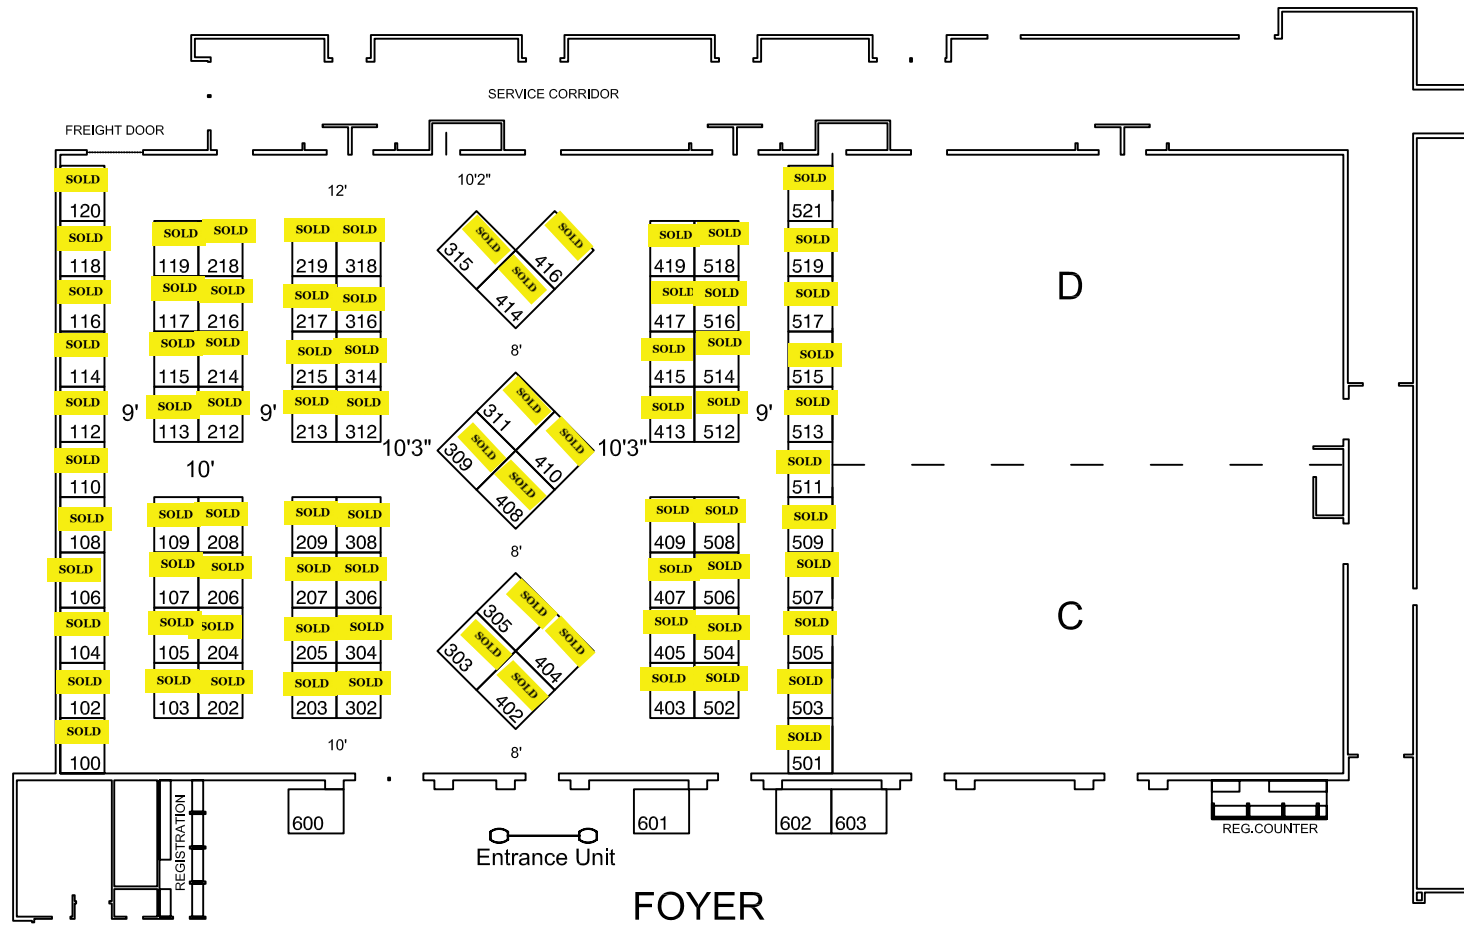 SERVICE CORRIDOR
FREIGHT DOOR
12'
10'2"
SOLD
120
SOLD
118
SOLD
116
SOLD
114
SOLD
112
SOLD
110
SOLD
108
SOLD
106
SOLD
104
SOLD
102
SOLD
100
9'
SOLD SOLD
119 218
SOLD SOLD
117 216
SOLD SOLD
115 214
SOLD SOLD
113 212
10'
SOLD SOLD
109 208
SOLD SOLD
107 206
SOLD SOLD
105 204
SOLD SOLD
103 202
9'
SOLD SOLD
219 318
SOLD SOLD
217 316
SOLD SOLD
215 314
SOLD SOLD
213 312
SOLD SOLD
209 308
SOLD SOLD
207 306
SOLD SOLD
205 304
SOLD SOLD
203 302
10'
10'3"
SOLD
315
SOLD
416
SOLD
414
8'
SOLD
311
SOLD
410
SOLD
309
SOLD
408
8'
SOLD
305
SOLD
404
SOLD
303
SOLD
402
8'
10'3"
SOLD SOLD
419 518
SOLD SOLD
417 516
SOLD SOLD
415 514
SOLD SOLD
413 512
SOLD SOLD
409 508
SOLD SOLD
407 506
SOLD SOLD
405 504
SOLD SOLD
403 502
9'
SOLD
521
SOLD
519
SOLD
517
SOLD
515
SOLD
513
SOLD
511
SOLD
509
SOLD
507
SOLD
505
SOLD
503
SOLD
501
D
C
REGISTRATION
600
601
602 603
REG.COUNTER
Entrance Unit
FOYER